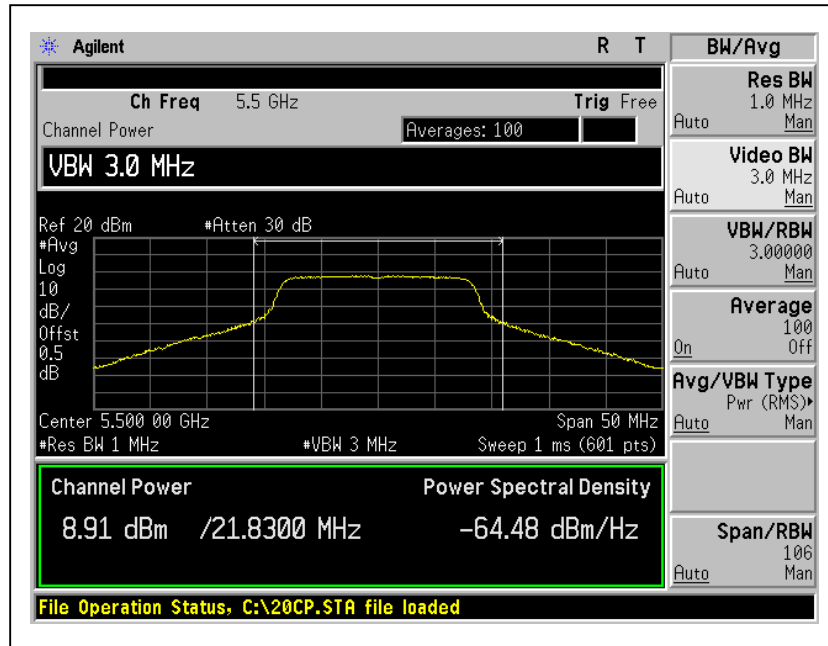 Agilent R T
BW/Avg
Ch Freq 5.5 GHz Trig Free
Channel Power Averages: 100
VBW 3.0 MHz
Ref 20 dBm #Atten 30 dB
#Avg
Log
10
dB/
Offst
0.5
dB
Center 5.500 00 GHz Span 50 MHz
#Res BW 1 MHz #VBW 3 MHz Sweep 1 ms (601 pts)
Channel Power Power Spectral Density
8.91 dBm /21.8300 MHz -64.48 dBm/Hz
File Operation Status, C:\20CP.STA file loaded
Res BW
1.0 MHz
Auto Man
Video BW
3.0 MHz
Auto Man
VBW/RBW
3.00000
Auto Man
Average
100
On Off
Avg/VBW Type
Pwr (RMS)▸
Auto Man
Span/RBW
106
Auto Man